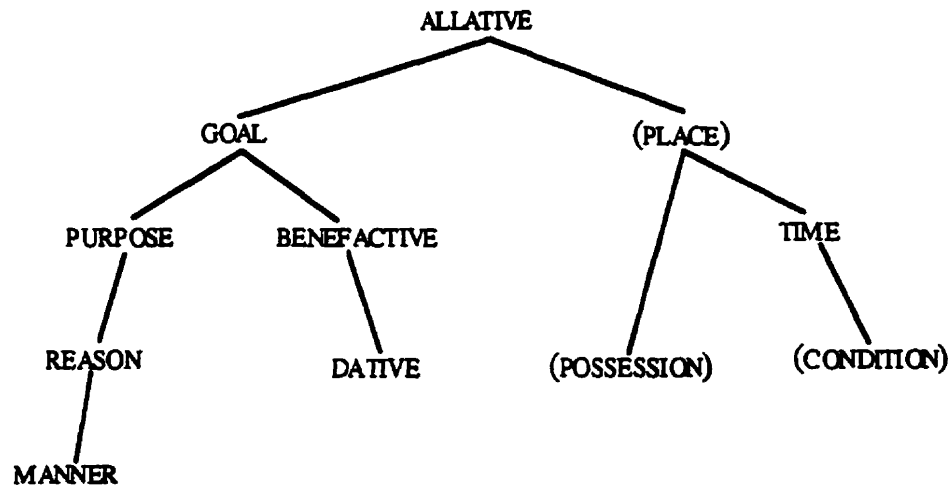 ALLATIVE
GOAL (PLACE)
PURPOSE BENEFACTIVE TIME
REASON DATIVE (POSSESSION) (CONDITION)
MANNER